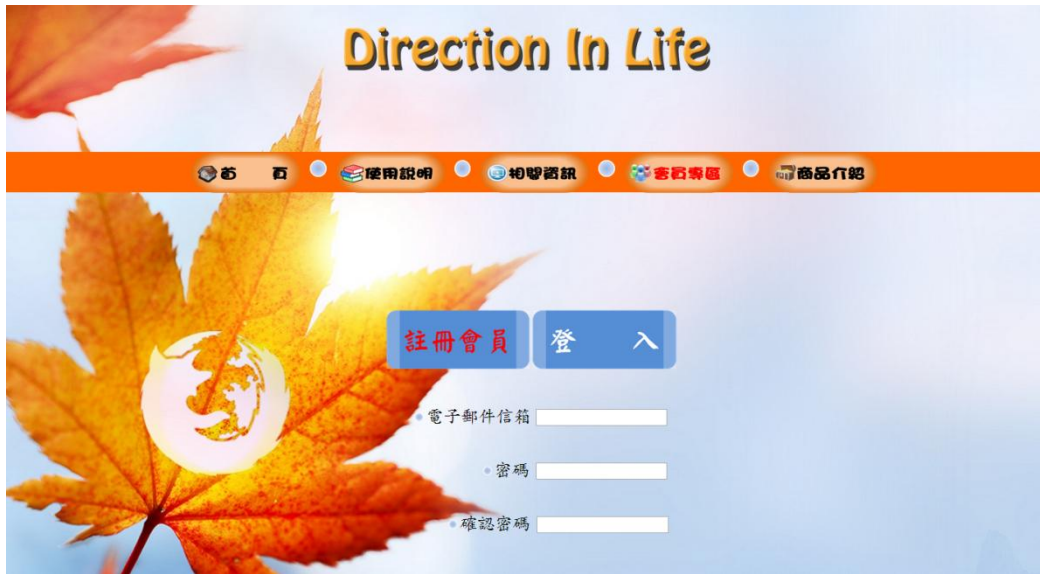 Direction In Life
首 頁 使用說明 相關資訊 會員專區 商品介紹
註冊會員 登 入
電子郵件信箱
密碼
確認密碼